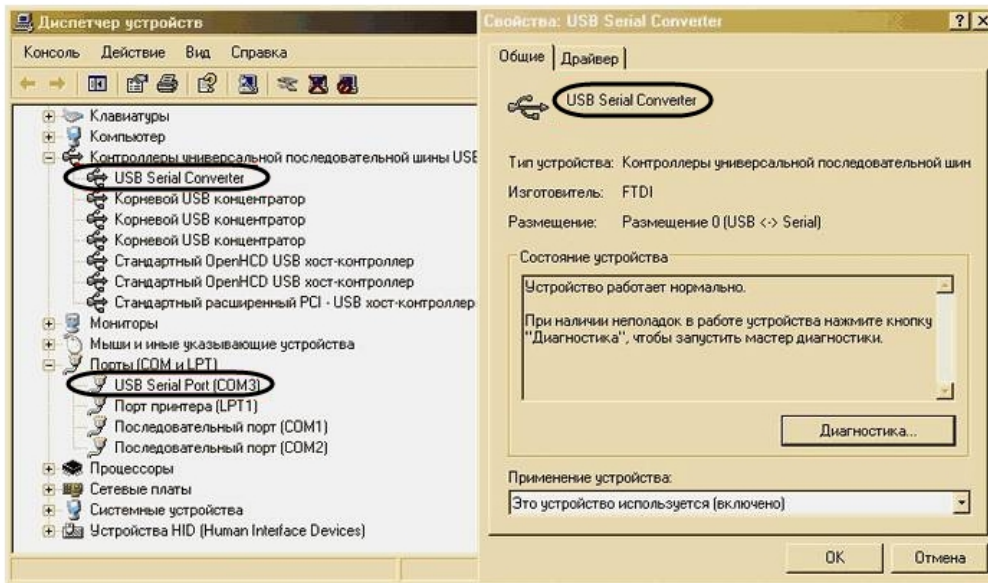 Диспетчер устройств
Консоль Действие Вид Справка
Клавиатуры
Компьютер
Контроллеры универсальной последовательной шины USB
USB Serial Converter
Корневой USB концентратор
Корневой USB концентратор
Корневой USB концентратор
Стандартный OpenHCD USB хост-контроллер
Стандартный OpenHCD USB хост-контроллер
Стандартный расширенный PCI - USB хост-контроллер
Мониторы
Мыши и иные указывающие устройства
Порты (COM и LPT)
USB Serial Port (COM3)
Порт принтера (LPT1)
Последовательный порт (COM1)
Последовательный порт (COM2)
Процессоры
Сетевые платы
Системные устройства
Устройства HID (Human Interface Devices)
Свойства: USB Serial Converter
Общие Драйвер
USB Serial Converter
Тип устройства: Контроллеры универсальной последовательной шин
Изготовитель: FTDI
Размещение: Размещение 0 (USB <-> Serial)
Состояние устройства
Устройство работает нормально.
При наличии неполадок в работе устройства нажмите кнопку
"Диагностика", чтобы запустить мастер диагностики.
Диагностика...
Применение устройства:
Это устройство используется (включено)
OK Отмена